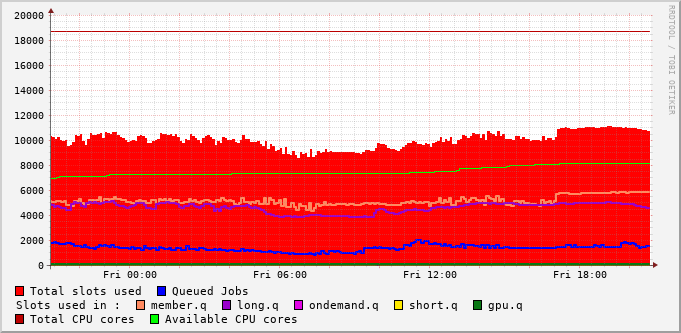 20000
18000
16000
14000
12000
10000
8000
6000
4000
2000
0
Fri 00:00 Fri 06:00 Fri 12:00 Fri 18:00
RRDTOOL / TOBI OETIKER
Total slots used Queued Jobs
Slots used in : member.q long.q ondemand.q short.q gpu.q
Total CPU cores Available CPU cores